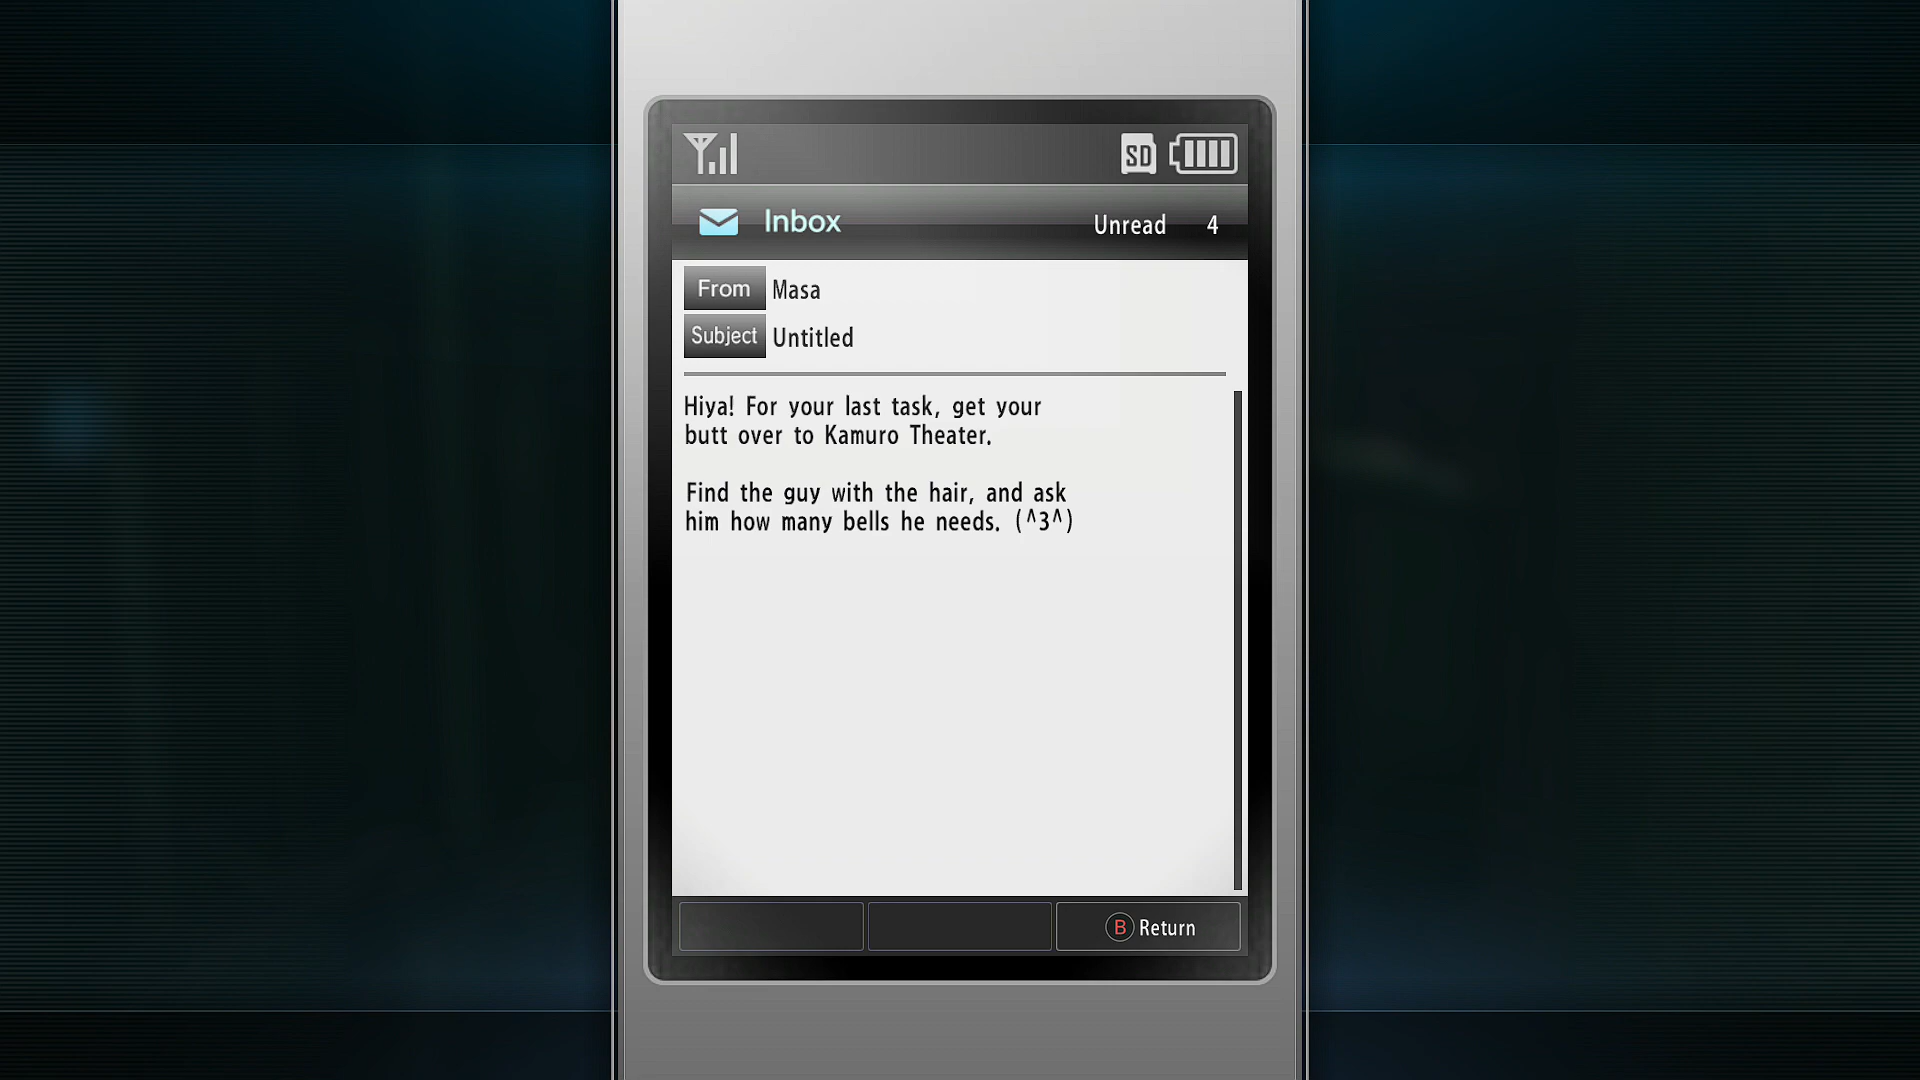 SD
Inbox
Unread 4
From Masa
Subject Untitled
Hiya! For your last task, get your
butt over to Kamuro Theater.
Find the guy with the hair, and ask
him how many bells he needs. (^3^)
B Return